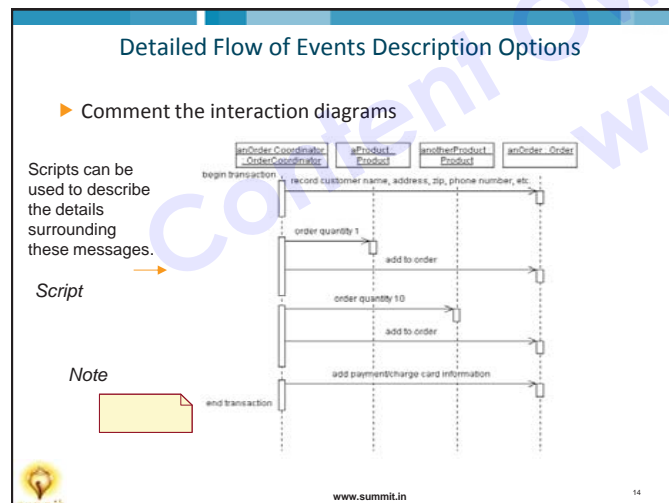 Detailed Flow of Events Description Options
Comment the interaction diagrams
Scripts can be
used to describe
the details
surrounding
these messages.
Script
Note
anOrder Coordinator
: OrderCoordinator
aProduct :
Product
anotherProduct :
Product
anOrder : Order
begin transaction
record customer name, address, zip, phone number, etc.
order quantity 1
add to order
order quantity 10
add to order
add payment/charge card information
end transaction
www.summit.in
14
Content